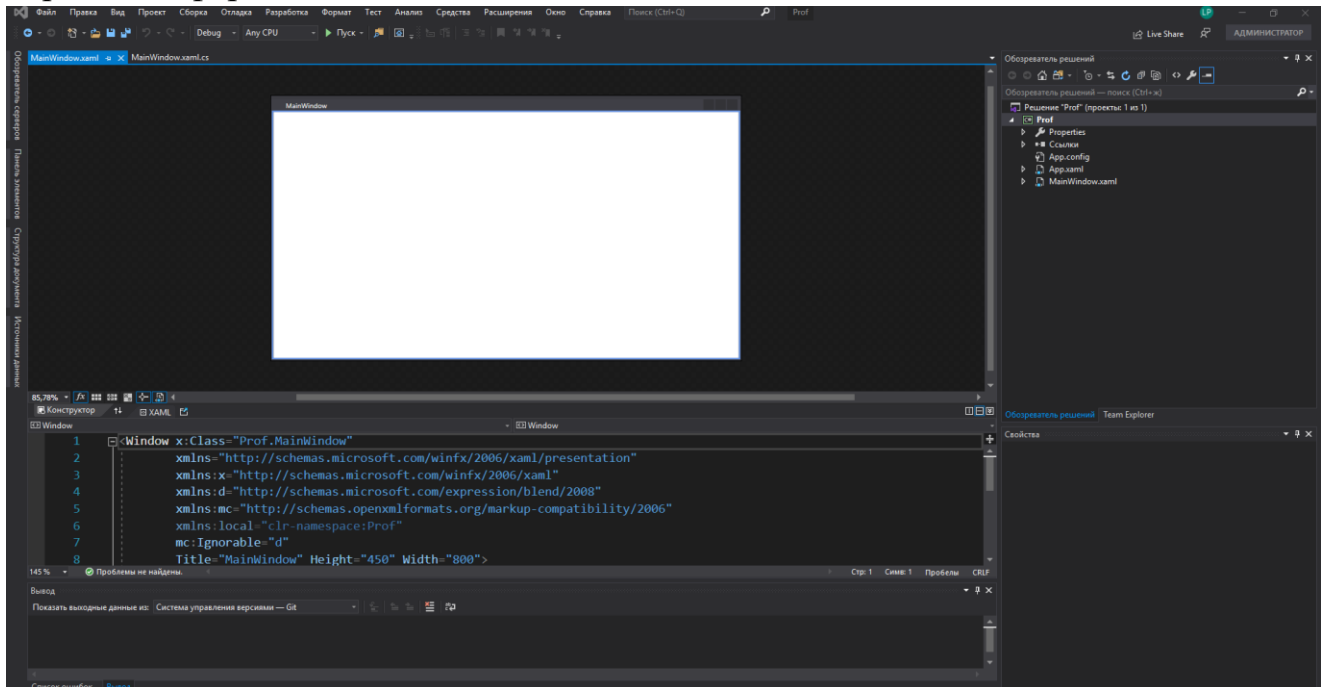 Файл Правка Вид Проект Сборка Отладка Разработка Формат Тест Анализ Средства Расширения Окно Справка Поиск (Ctrl+Q) Prof LP
Debug Any CPU Пуск Live Share АДМИНИСТРАТОР
MainWindow.xaml MainWindow.xaml.cs
Обозреватель серверов
Панель элементов
Структура документа
Источники данных
MainWindow
85,78%
Конструктор XAML
Window Window
1 <Window x:Class="Prof.MainWindow"
2 xmlns="http://schemas.microsoft.com/winfx/2006/xaml/presentation"
3 xmlns:x="http://schemas.microsoft.com/winfx/2006/xaml"
4 xmlns:d="http://schemas.microsoft.com/expression/blend/2008"
5 xmlns:mc="http://schemas.openxmlformats.org/markup-compatibility/2006"
6 xmlns:local="clr-namespace:Prof"
7 mc:Ignorable="d"
8 Title="MainWindow" Height="450" Width="800">
145 % Проблемы не найдены. Стр: 1 Симв: 1 Пробелы CRLF
Вывод
Показать выходные данные из: Система управления версиями — Git
Список ошибок Вывод
Обозреватель решений
Обозреватель решений — поиск (Ctrl+ж)
Решение "Prof" (проекты: 1 из 1)
Prof
Properties
Ссылки
App.config
App.xaml
MainWindow.xaml
Обозреватель решений Team Explorer
Свойства